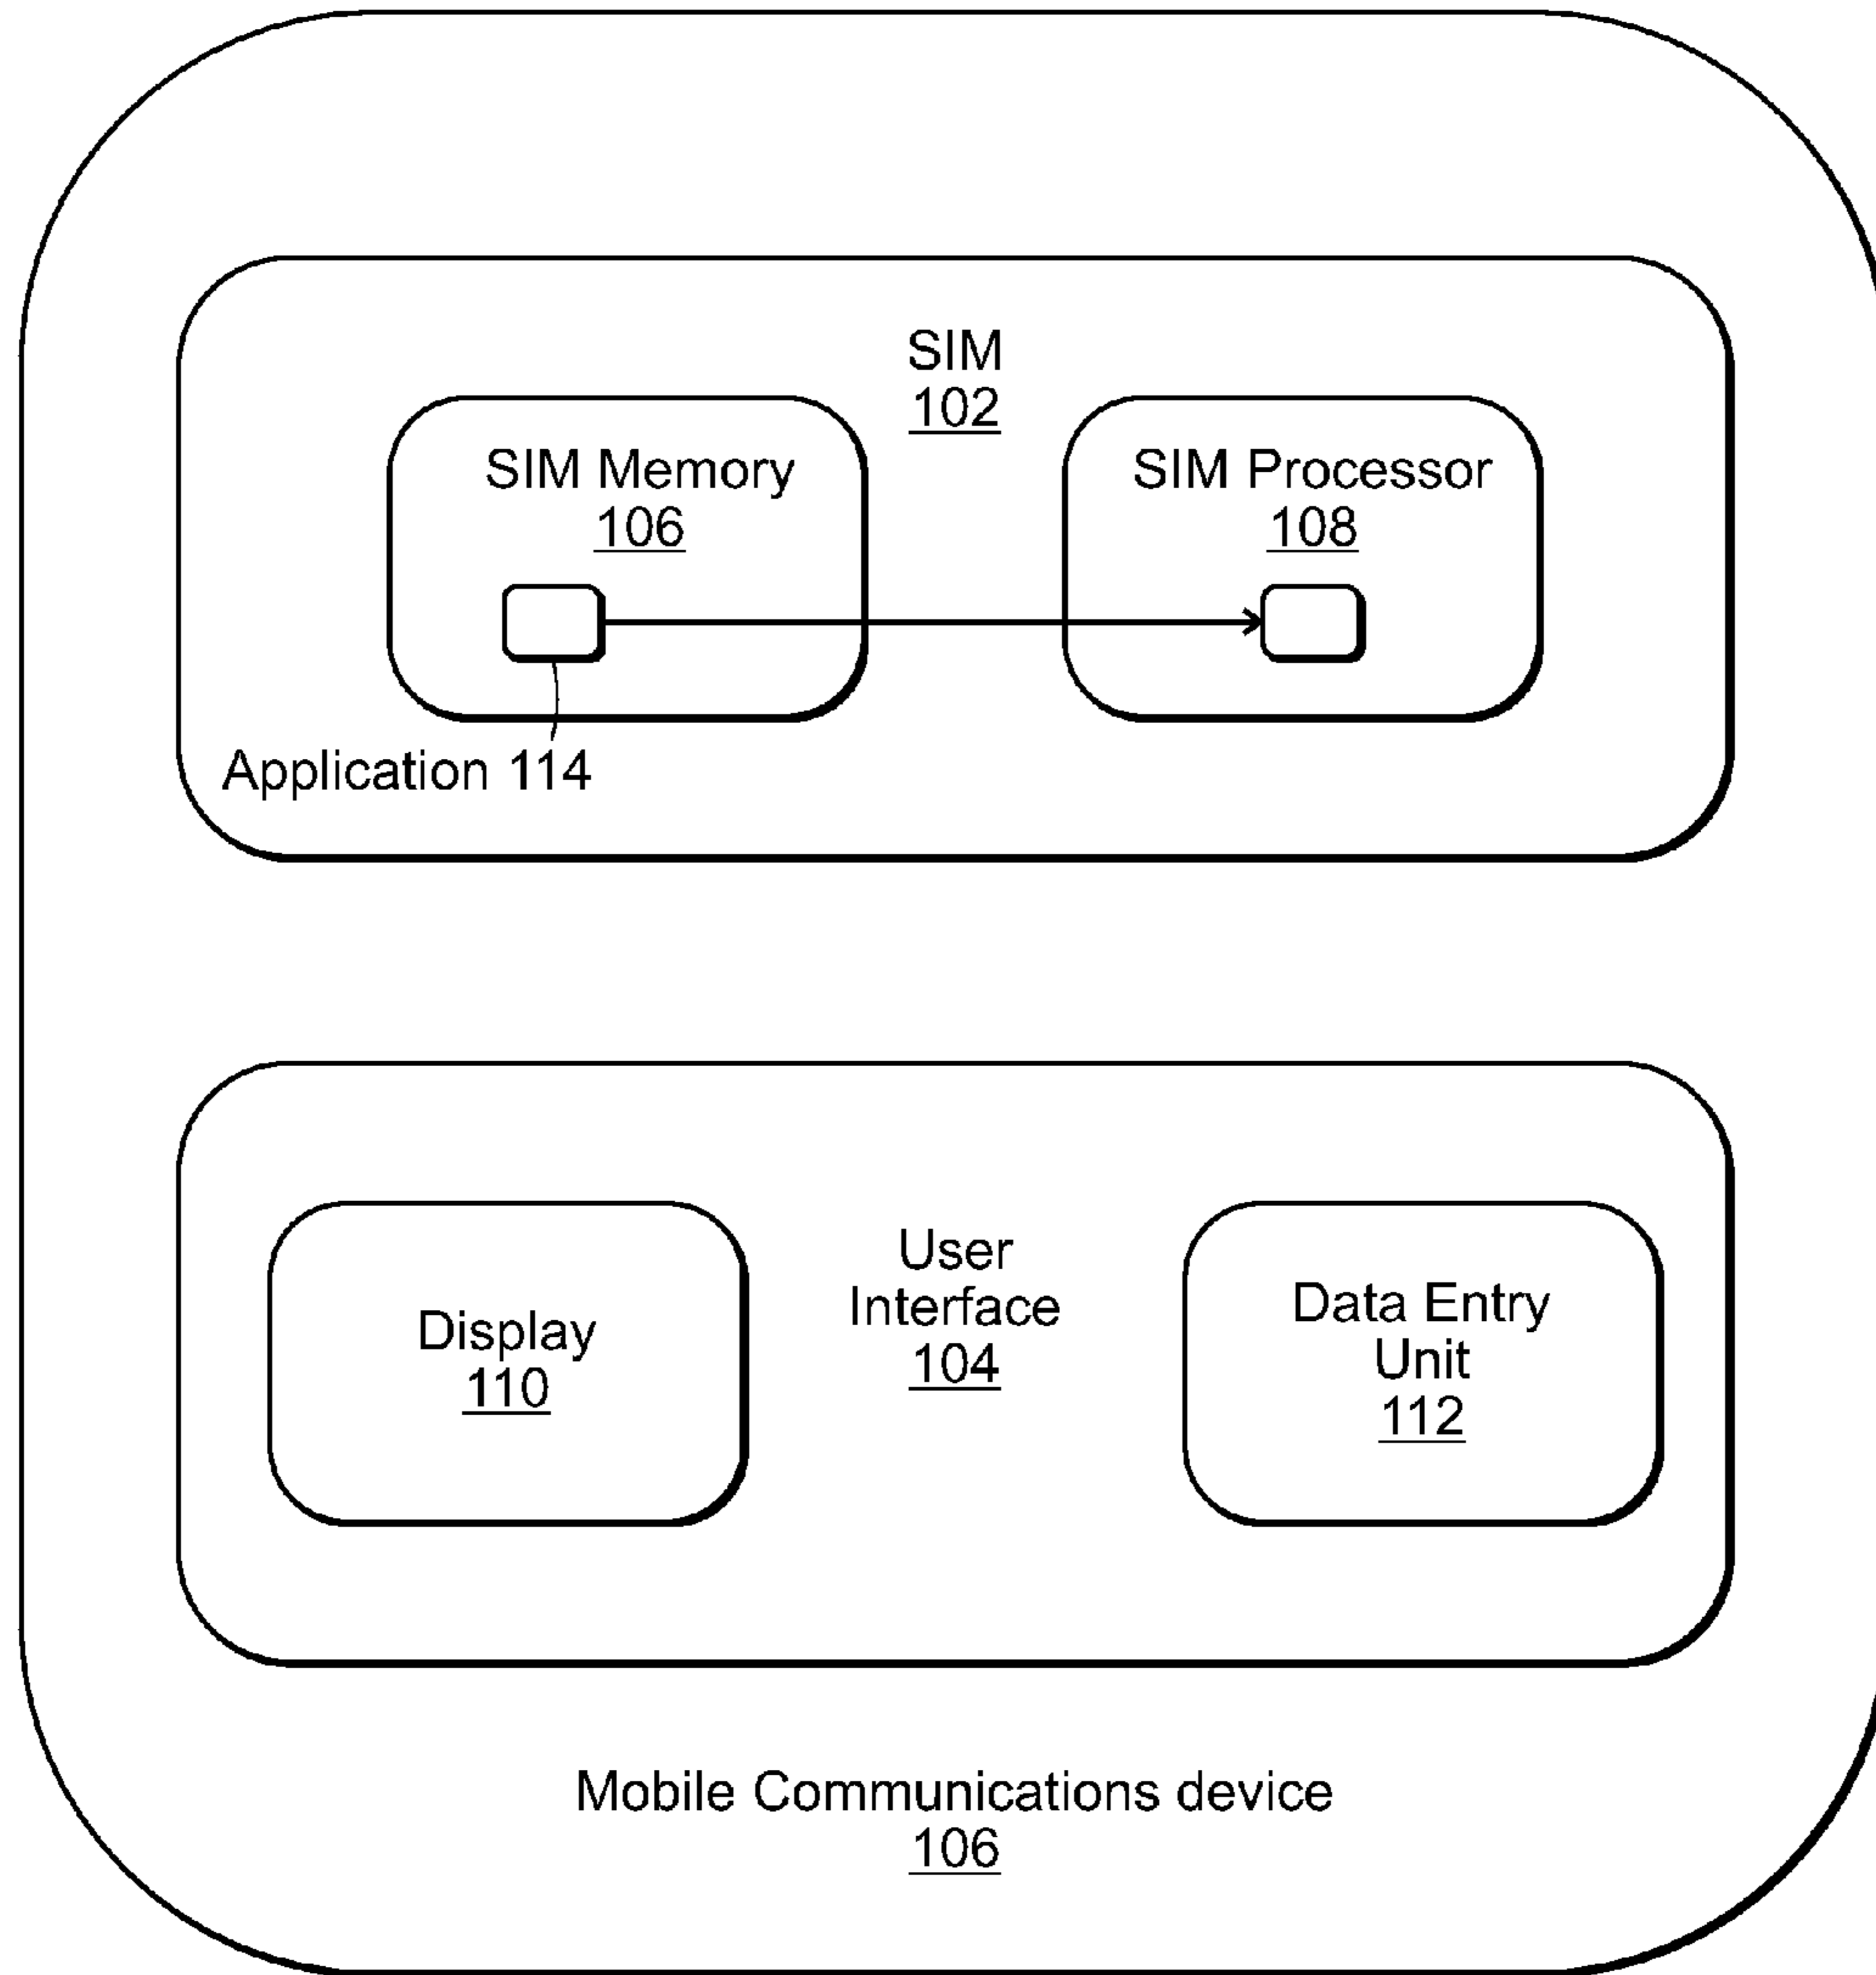 SIM
102
SIM Memory
106
SIM Processor
108
Application 114
Display
110
User
Interface
104
Data Entry
Unit
112
Mobile Communications device
106